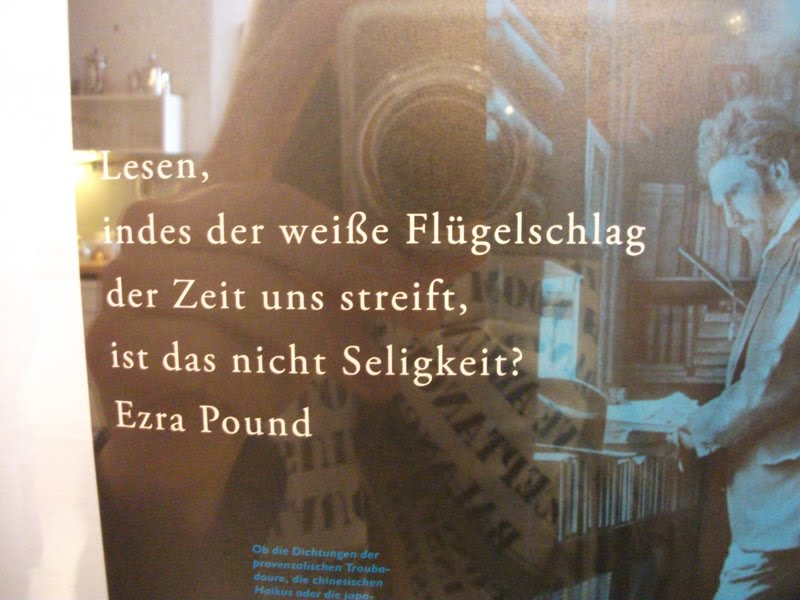 Lesen,
indes der weiße Flügelschlag
der Zeit uns streift,
ist das nicht Seligkeit?
Ezra Pound
Ob die Dichtungen der
provenzalischen Trouba-
doure, die chinesischen
Haikus oder die japa-